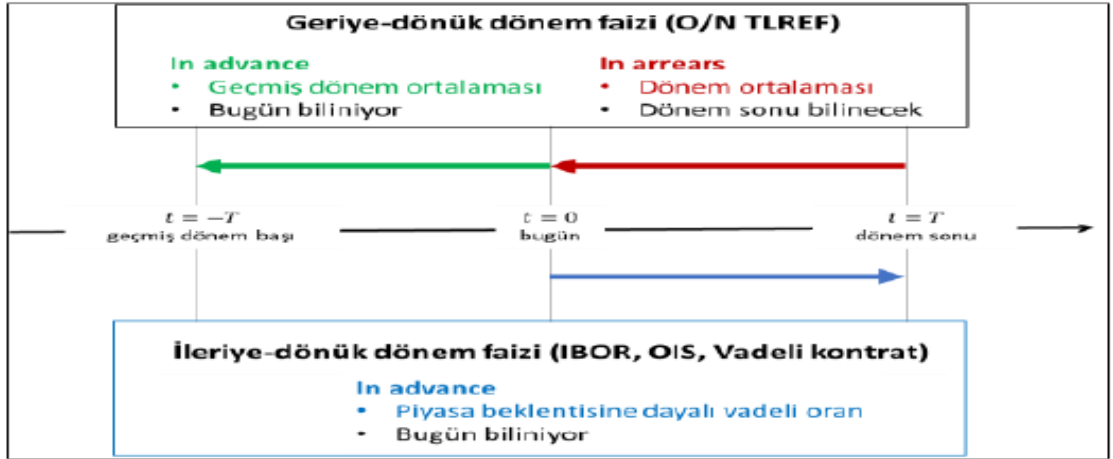 Geriye-dönük dönem faizi (O/N TLREF)
In advance
• Geçmiş dönem ortalaması
• Bugün biliniyor
In arrears
• Dönem ortalaması
• Dönem sonu bilinecek
t = −T
geçmiş dönem başı
t = 0
bugün
t = T
dönem sonu
İleriye-dönük dönem faizi (IBOR, OIS, Vadeli kontrat)
In advance
• Piyasa beklentisine dayalı vadeli oran
• Bugün biliniyor